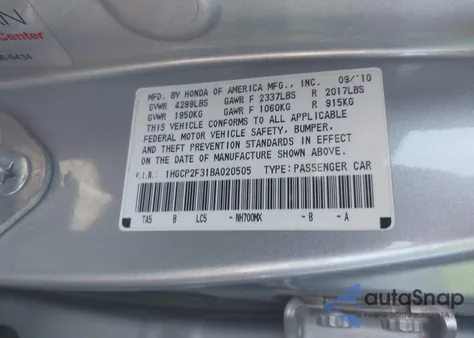 AN
Center
MFD. BY HONDA OF AMERICA MFG., INC. 09/'10
GVWR 4299LBS GAWR F 2337LBS R 2017LBS
GVWR 1950KG GAWR F 1060KG R 915KG
THIS VEHICLE CONFORMS TO ALL APPLICABLE
FEDERAL MOTOR VEHICLE SAFETY, BUMPER,
AND THEFT PREVENTION STANDARDS IN EFFECT
ON THE DATE OF MANUFACTURE SHOWN ABOVE.
V.I.N.: 1HGCP2F31BA020505 TYPE: PASSENGER CAR
TA5 B LC5 - NH700MX - B - A
autoSnap